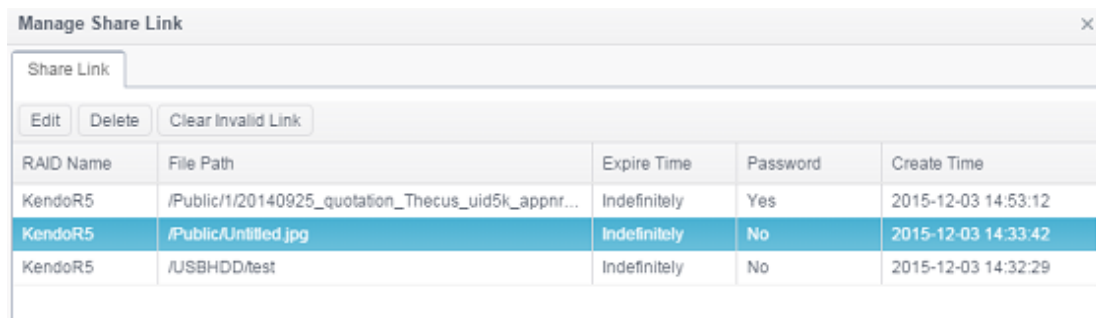 Manage Share Link ×
Share Link
Edit Delete Clear Invalid Link
RAID Name File Path Expire Time Password Create Time
KendoR5 /Public/1/20140925_quotation_Thecus_uid5k_appnr... Indefinitely Yes 2015-12-03 14:53:12
KendoR5 /Public/Untitled.jpg Indefinitely No 2015-12-03 14:33:42
KendoR5 /USBHDD/test Indefinitely No 2015-12-03 14:32:29